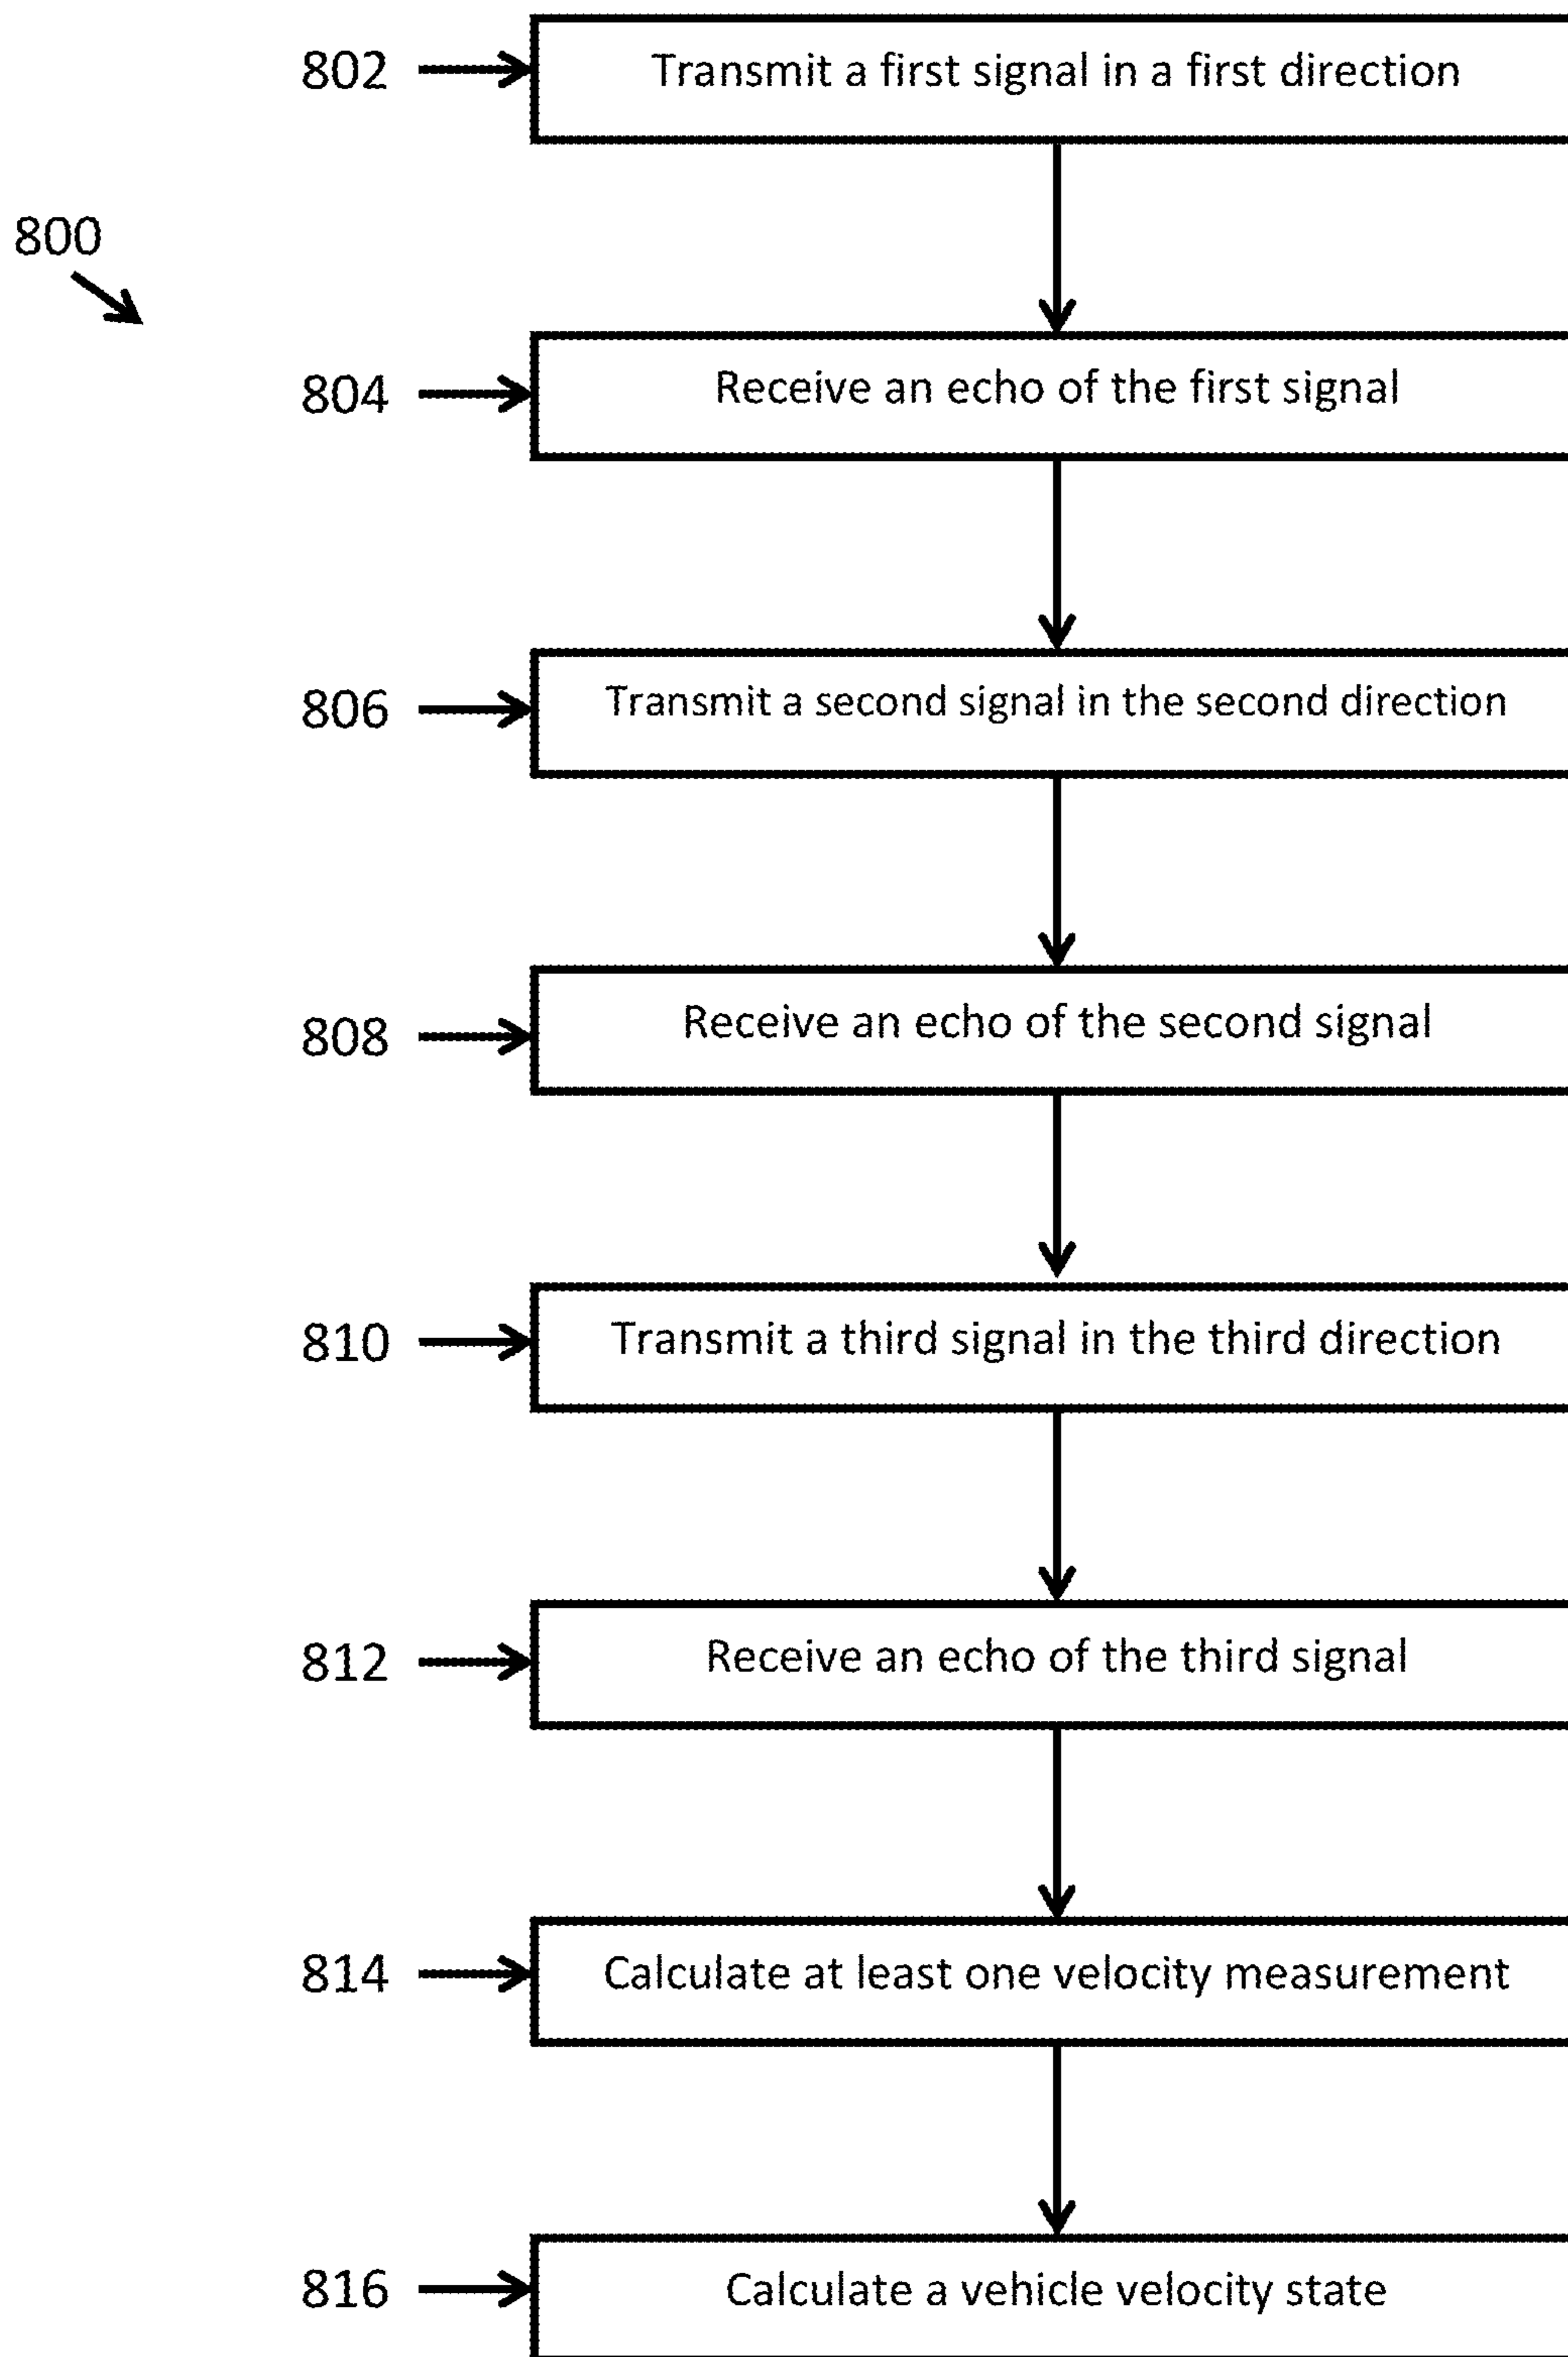 802 Transmit a first signal in a first direction
800
804 Receive an echo of the first signal
806 Transmit a second signal in the second direction
808 Receive an echo of the second signal
810 Transmit a third signal in the third direction
812 Receive an echo of the third signal
814 Calculate at least one velocity measurement
816 Calculate a vehicle velocity state